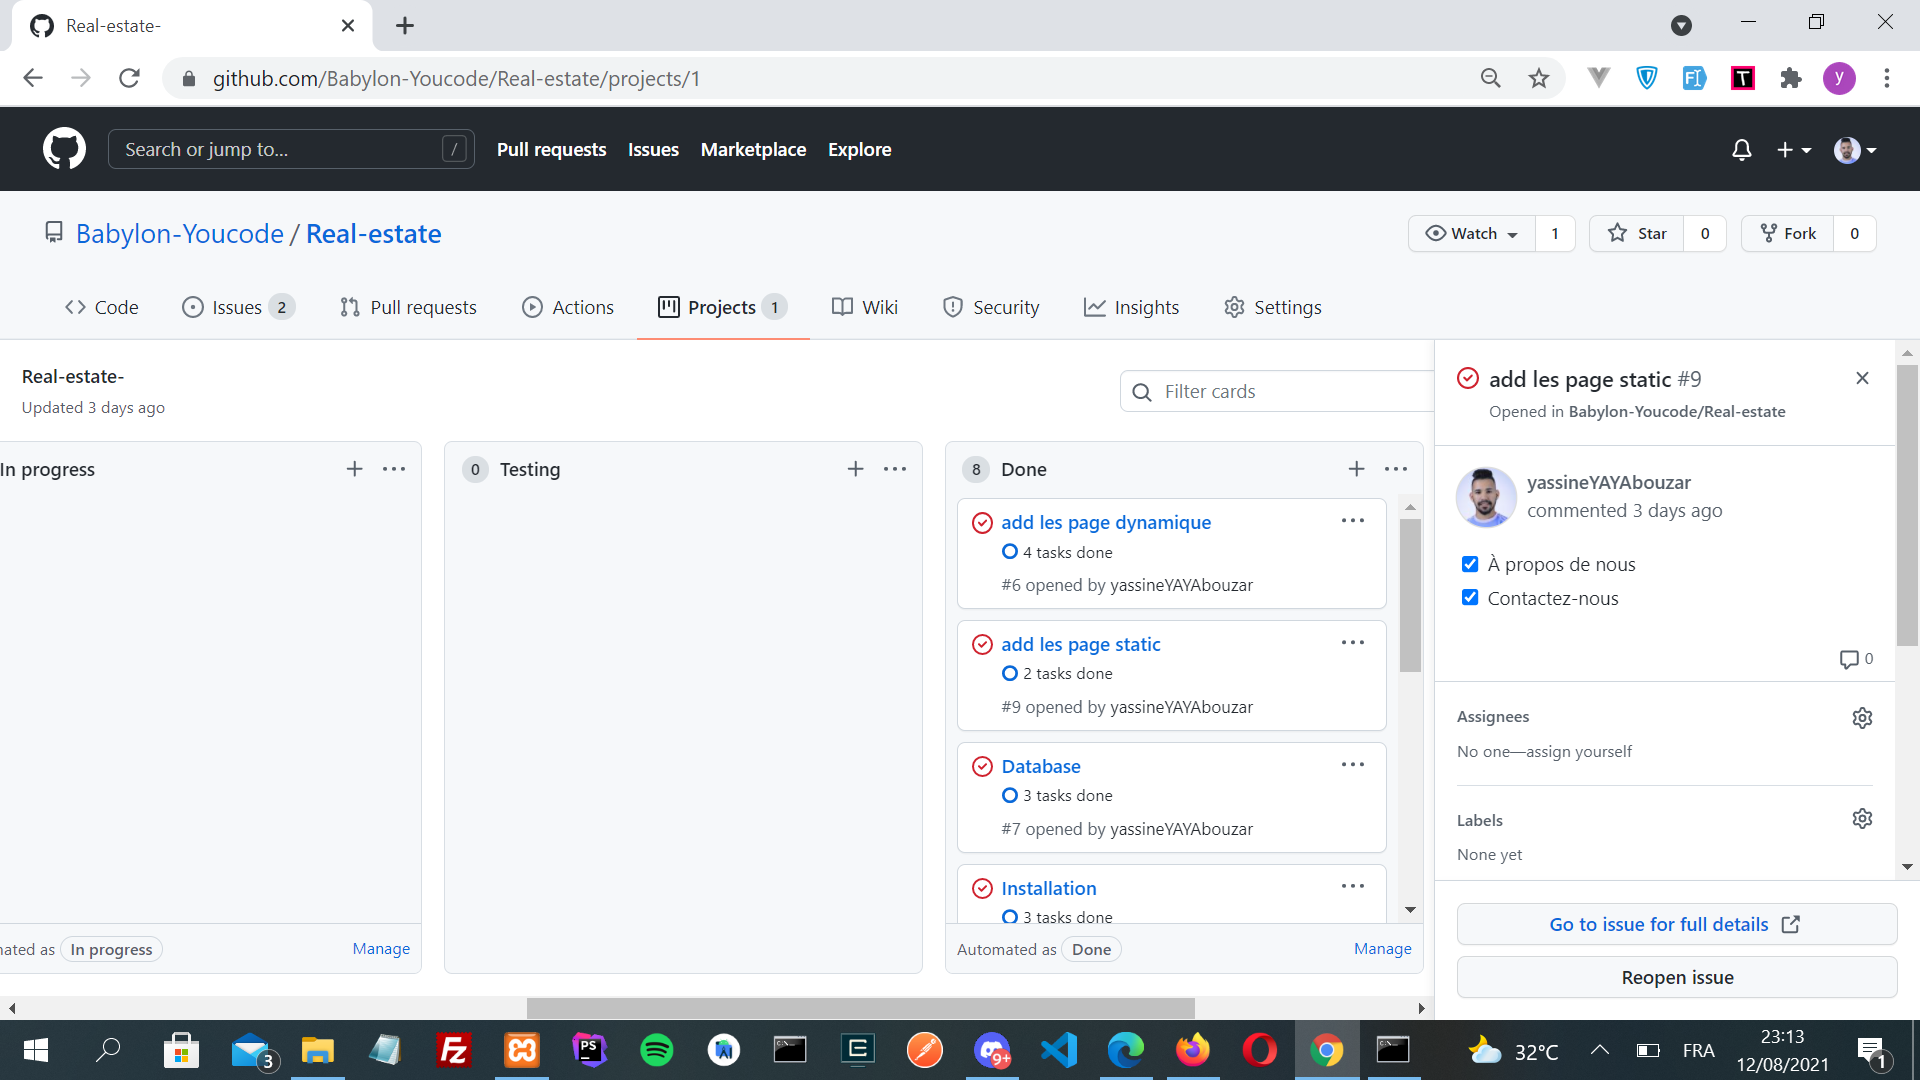 Real-estate-
github.com/Babylon-Youcode/Real-estate/projects/1
y
Search or jump to... /
Pull requests Issues Marketplace Explore
Babylon-Youcode / Real-estate
Watch 1 Star 0 Fork 0
Code Issues 2 Pull requests Actions Projects 1 Wiki Security Insights Settings
Real-estate-
Updated 3 days ago
Filter cards
In progress
0 Testing
8 Done
add les page dynamique
4 tasks done
#6 opened by yassineYAYAbouzar
add les page static
2 tasks done
#9 opened by yassineYAYAbouzar
Database
3 tasks done
#7 opened by yassineYAYAbouzar
Installation
3 tasks done
nated as In progress Manage
Automated as Done Manage
add les page static #9
Opened in Babylon-Youcode/Real-estate
yassineYAYAbouzar
commented 3 days ago
À propos de nous
Contactez-nous
0
Assignees
No one—assign yourself
Labels
None yet
Go to issue for full details
Reopen issue
3
PS
9+
32°C
FRA
23:13
12/08/2021
1